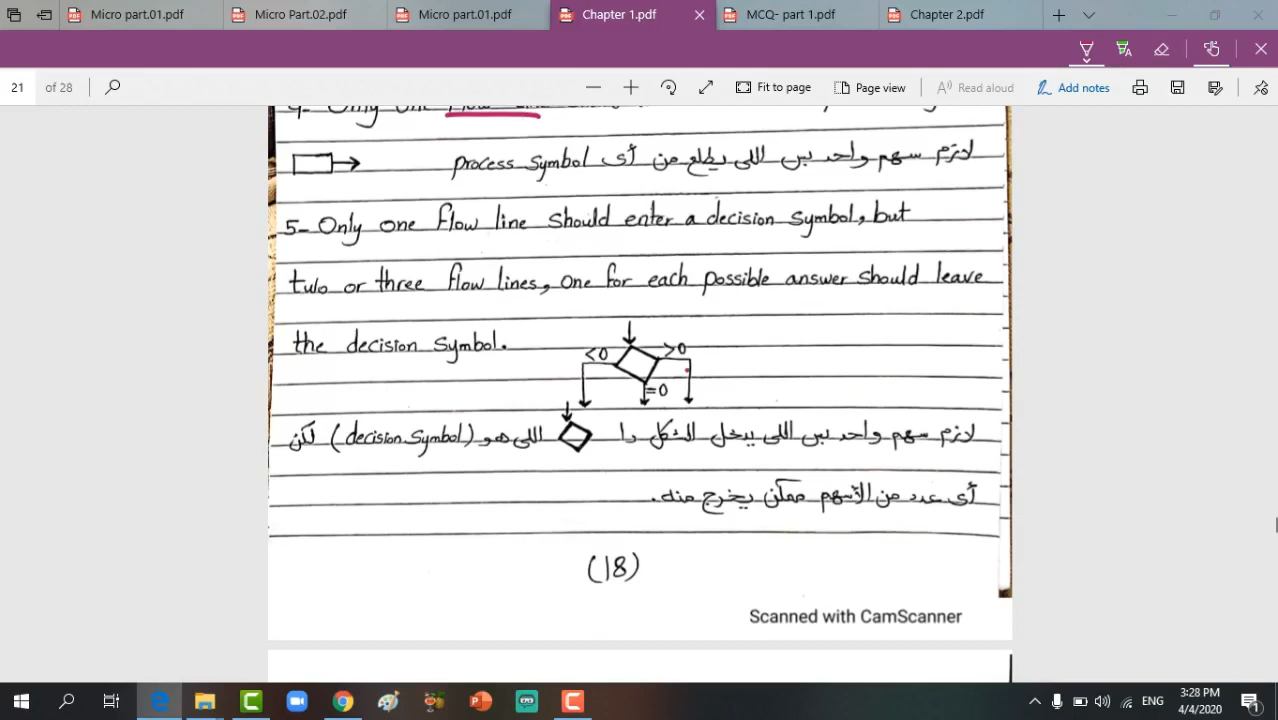 Micro part.01.pdf
Micro Part.02.pdf
Micro part.01.pdf
Chapter 1.pdf
MCQ- part 1.pdf
Chapter 2.pdf
21 of 28
Fit to page
Page view
Read aloud
Add notes
4- Only one Flow line
لازم سهم واحد بس اللى يطلع من أى process symbol
5- Only one flow line should enter a decision symbol, but
two or three flow lines, one for each possible answer should leave
the decision symbol.
<0
>0
=0
لازم سهم واحد بس اللى يدخل الشكل دا اللى هو (decision symbol) لكن
أى عدد من الأسهم ممكن يخرج منه.
(18)
Scanned with CamScanner
ENG
3:28 PM
4/4/2020